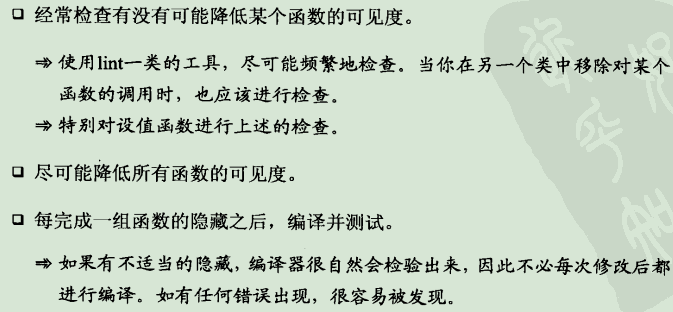 □ 经常检查有没有可能降低某个函数的可见度。
⇒ 使用lint一类的工具，尽可能频繁地检查。当你在另一个类中移除对某个
函数的调用时，也应该进行检查。
⇒ 特别对设值函数进行上述的检查。
□ 尽可能降低所有函数的可见度。
□ 每完成一组函数的隐藏之后，编译并测试。
⇒ 如果有不适当的隐藏，编译器很自然会检验出来，因此不必每次修改后都
进行编译。如有任何错误出现，很容易被发现。